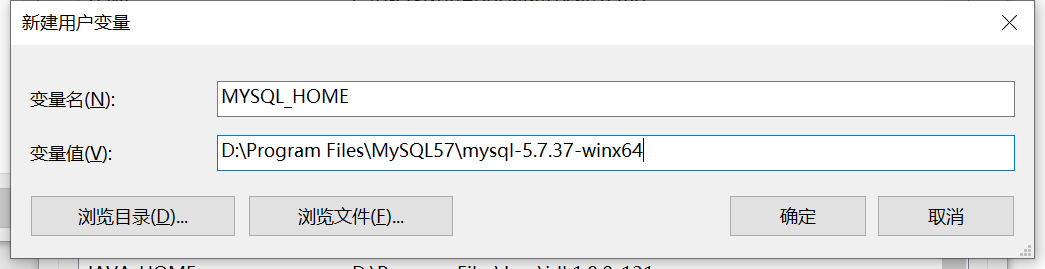 新建用户变量
变量名(N):
MYSQL_HOME
变量值(V):
D:\Program Files\MySQL57\mysql-5.7.37-winx64
浏览目录(D)...
浏览文件(F)...
确定
取消